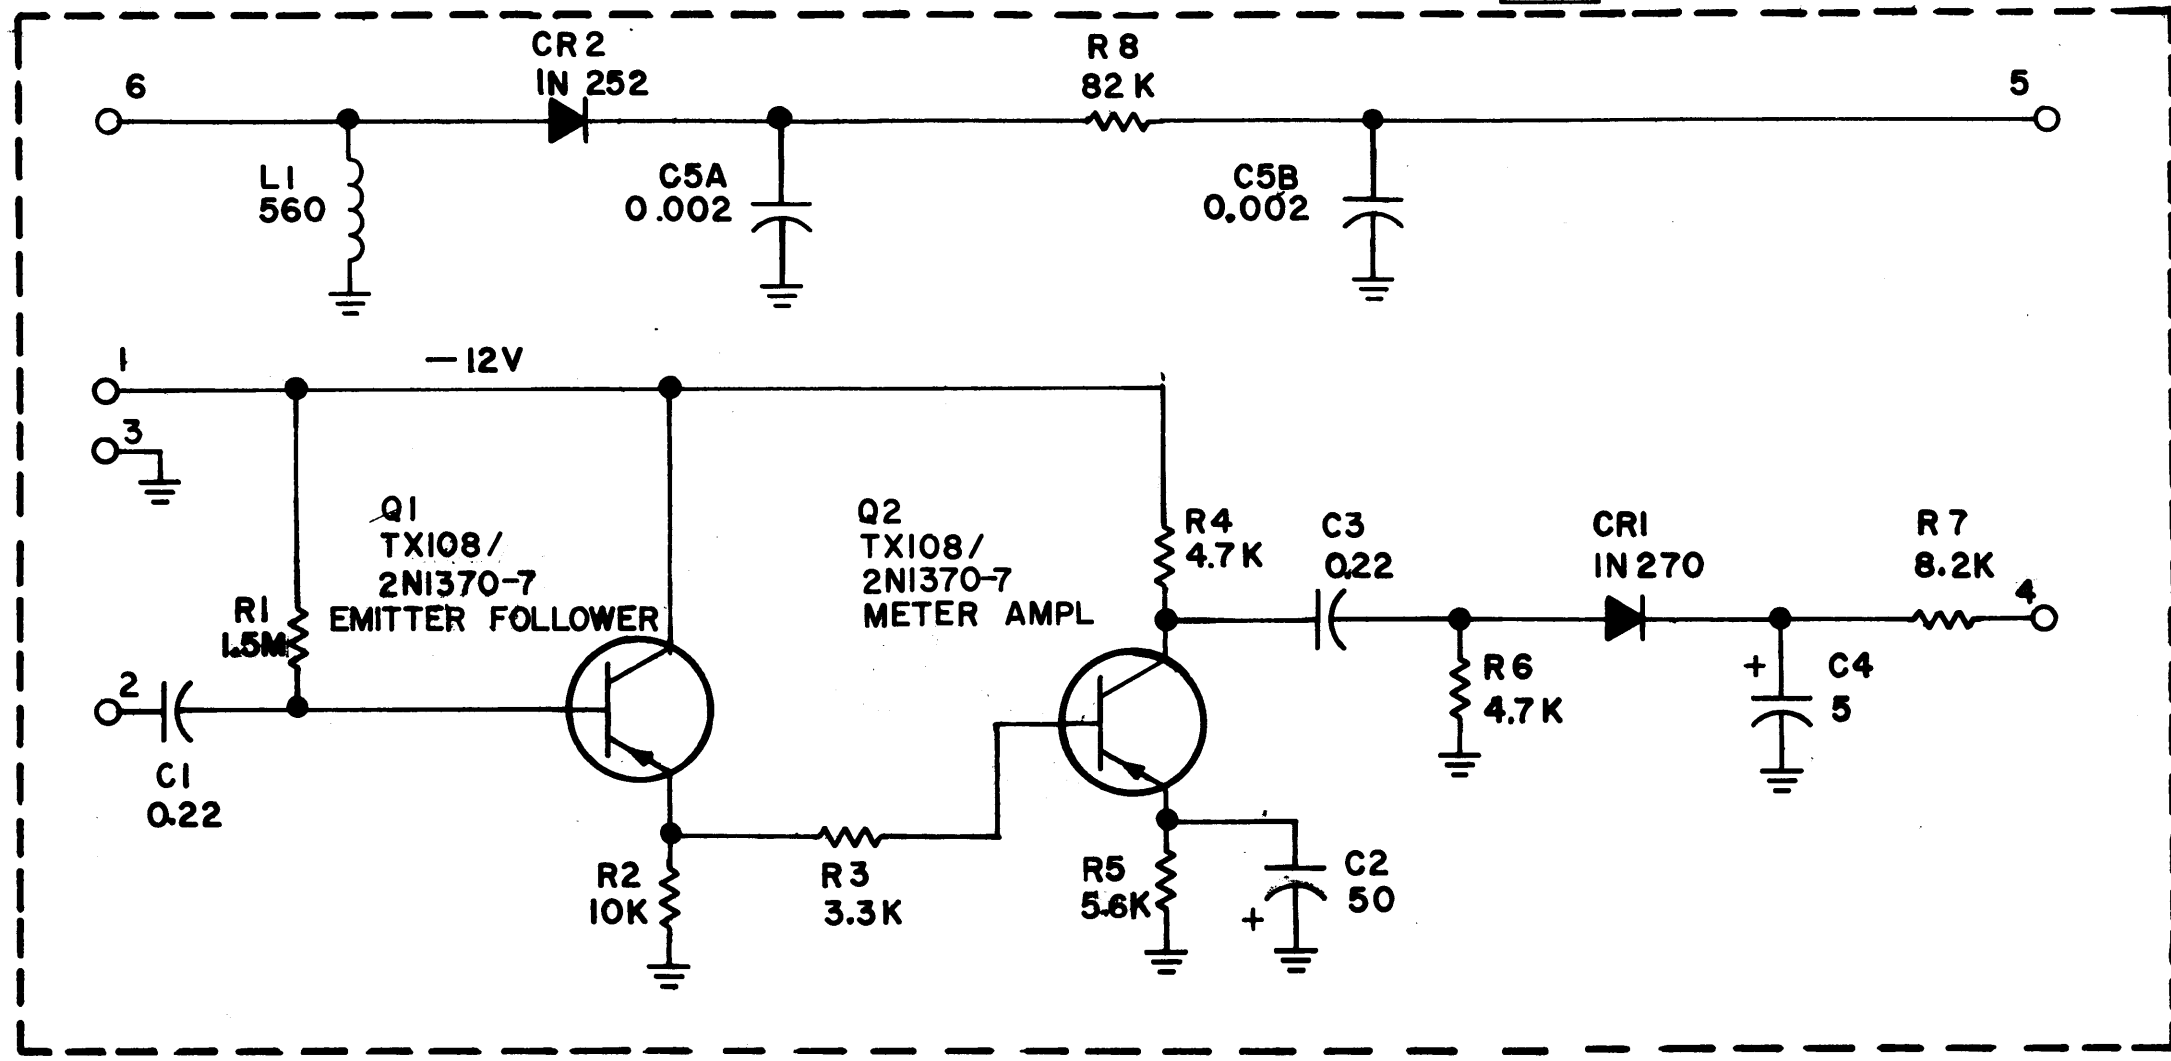 6
CR2
IN 252
R8
82K
5
L1
560
C5A
0.002
C5B
0.002
1
—12V
3
Q1
TX108/
2N1370-7
EMITTER FOLLOWER
Q2
TX108/
2N1370-7
METER AMPL
R4
4.7K
C3
0.22
CR1
IN270
R7
8.2K
4
R1
1.5M
2
C1
0.22
R6
4.7K
+
C4
5
R2
10K
R3
3.3K
R5
5.6K
C2
50
+